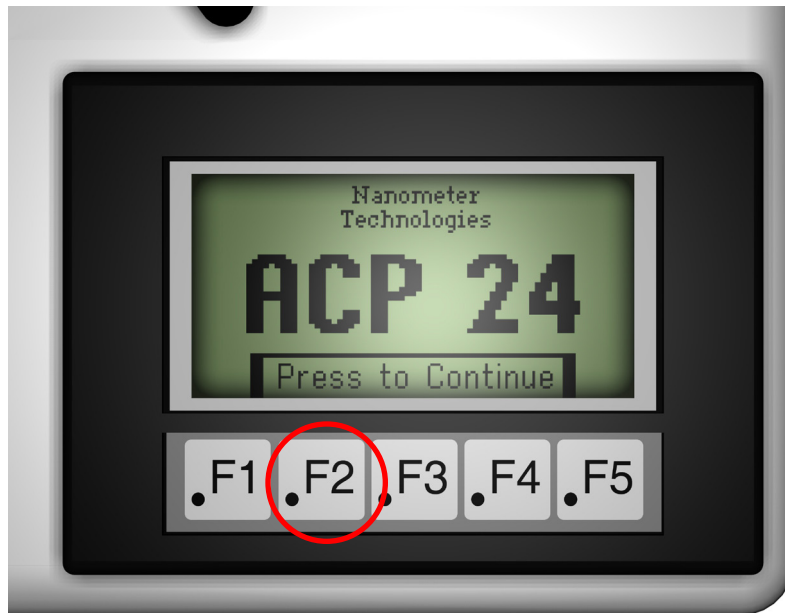 Nanometer
Technologies
ACP 24
Press to Continue
F1 F2 F3 F4 F5